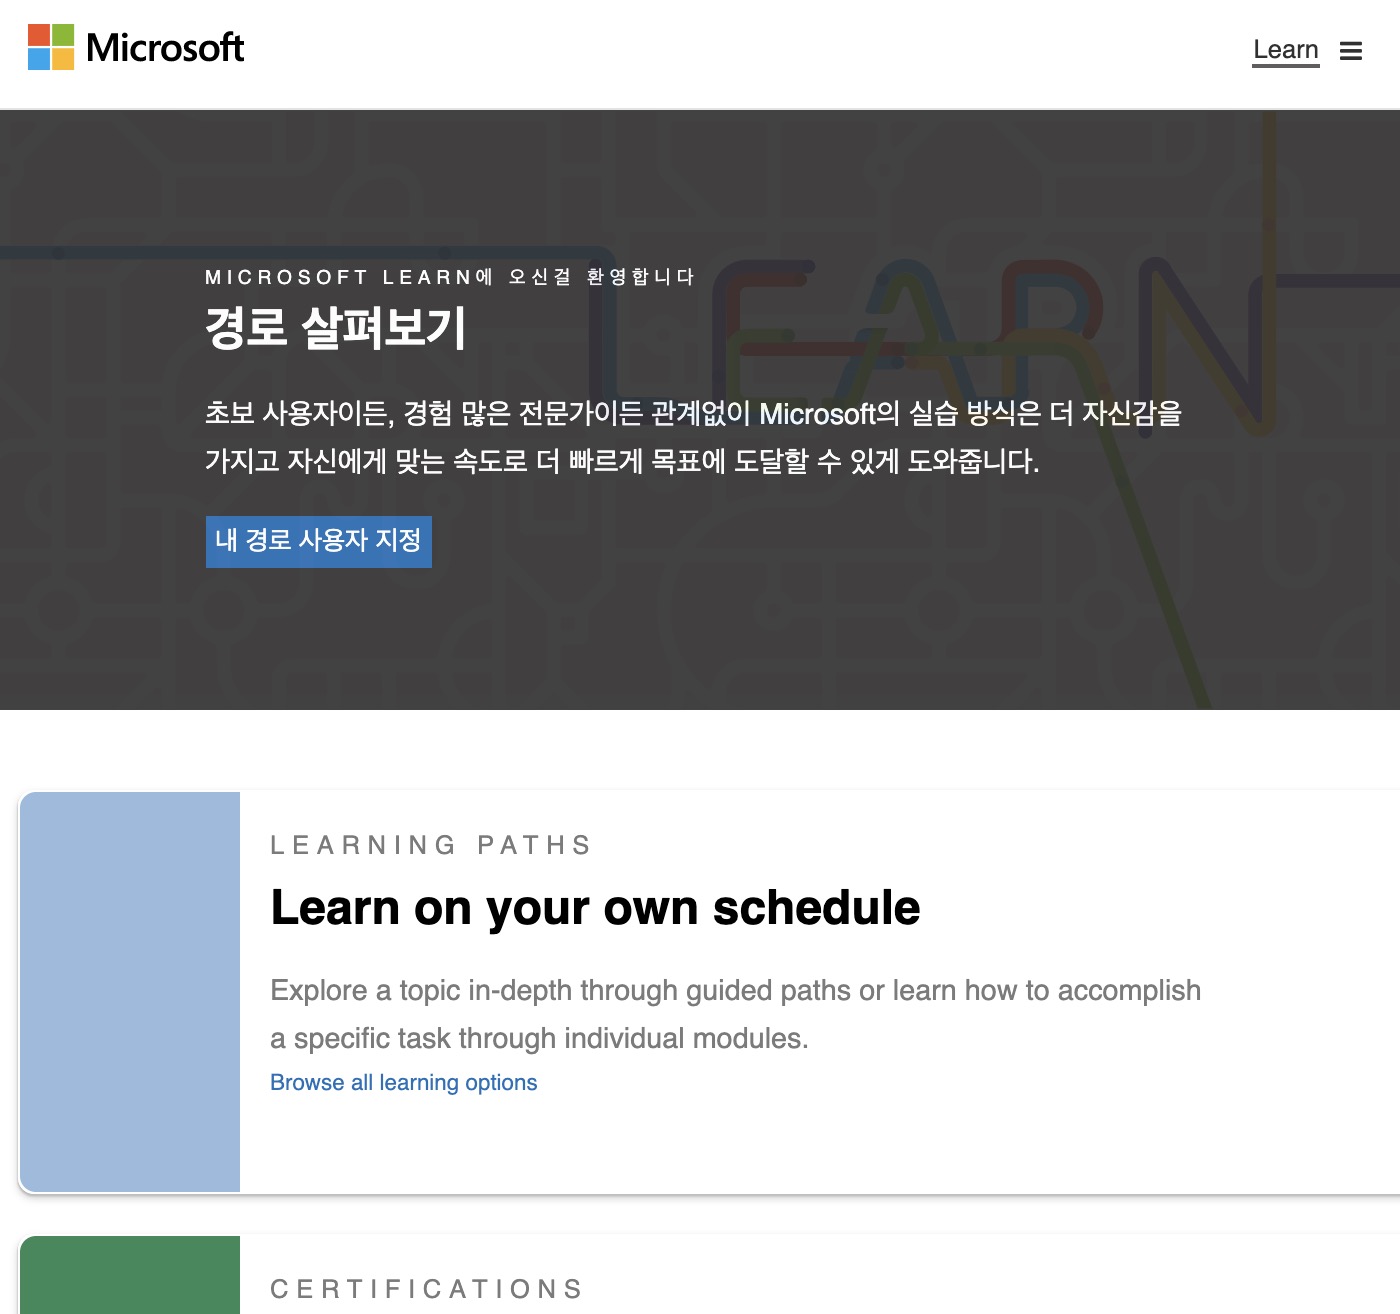 Microsoft
Learn
LEARN
MICROSOFT LEARN에 오신걸 환영합니다
경로 살펴보기
초보 사용자이든, 경험 많은 전문가이든 관계없이 Microsoft의 실습 방식은 더 자신감을
가지고 자신에게 맞는 속도로 더 빠르게 목표에 도달할 수 있게 도와줍니다.
내 경로 사용자 지정
LEARNING PATHS
Learn on your own schedule
Explore a topic in-depth through guided paths or learn how to accomplish
a specific task through individual modules.
Browse all learning options
CERTIFICATIONS